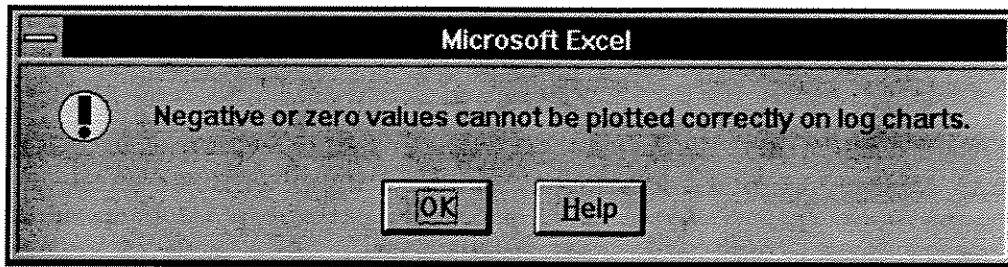 Microsoft Excel
Negative or zero values cannot be plotted correctly on log charts.
OK
Help